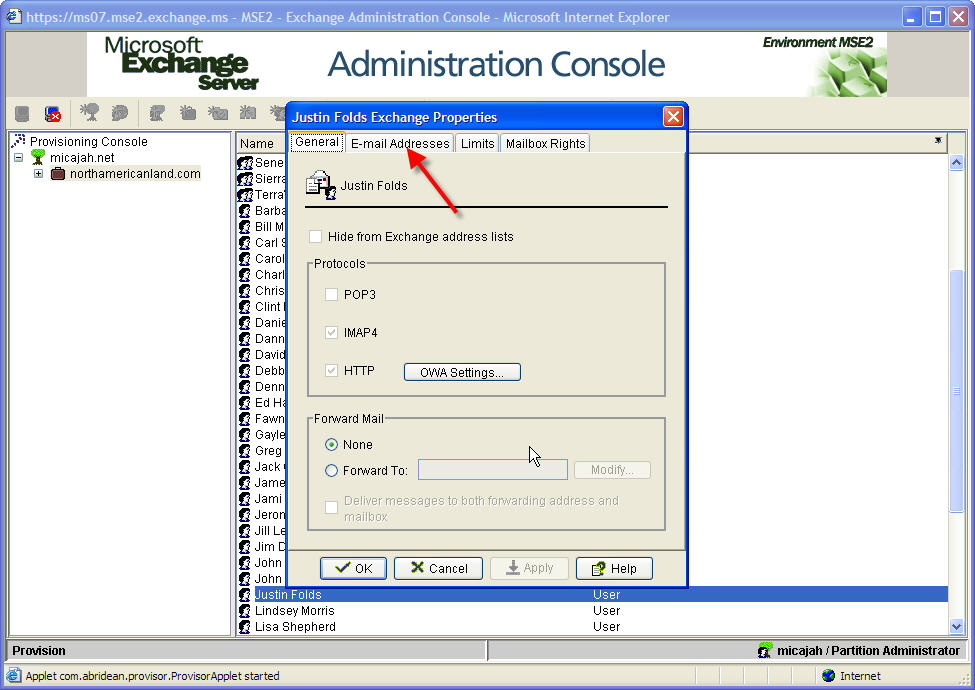 https://ms07.mse2.exchange.ms - MSE2 - Exchange Administration Console - Microsoft Internet Explorer
Microsoft
Exchange
Server
Administration Console
Environment MSE2
Justin Folds Exchange Properties
General
E-mail Addresses
Limits
Mailbox Rights
Justin Folds
Hide from Exchange address lists
Protocols
POP3
IMAP4
HTTP
OWA Settings...
Forward Mail
None
Forward To:
Modify...
Deliver messages to both forwarding address and
mailbox
OK
Cancel
Apply
Help
Provisioning Console
micajah.net
northamericanland.com
Name
Sene
Sierra
Terra
Barba
Bill M
Carl S
Carol
Charl
Chris
Clint
Danie
Dann
David
Debb
Denn
Ed Ha
Fawn
Gayle
Greg
Jack
Jame
Jami
Jeron
Jill Le
Jim D
John
John
Justin Folds User
Lindsey Morris User
Lisa Shepherd User
Provision
micajah / Partition Administrator
Applet com.abridean.provisor.ProvisorApplet started
Internet